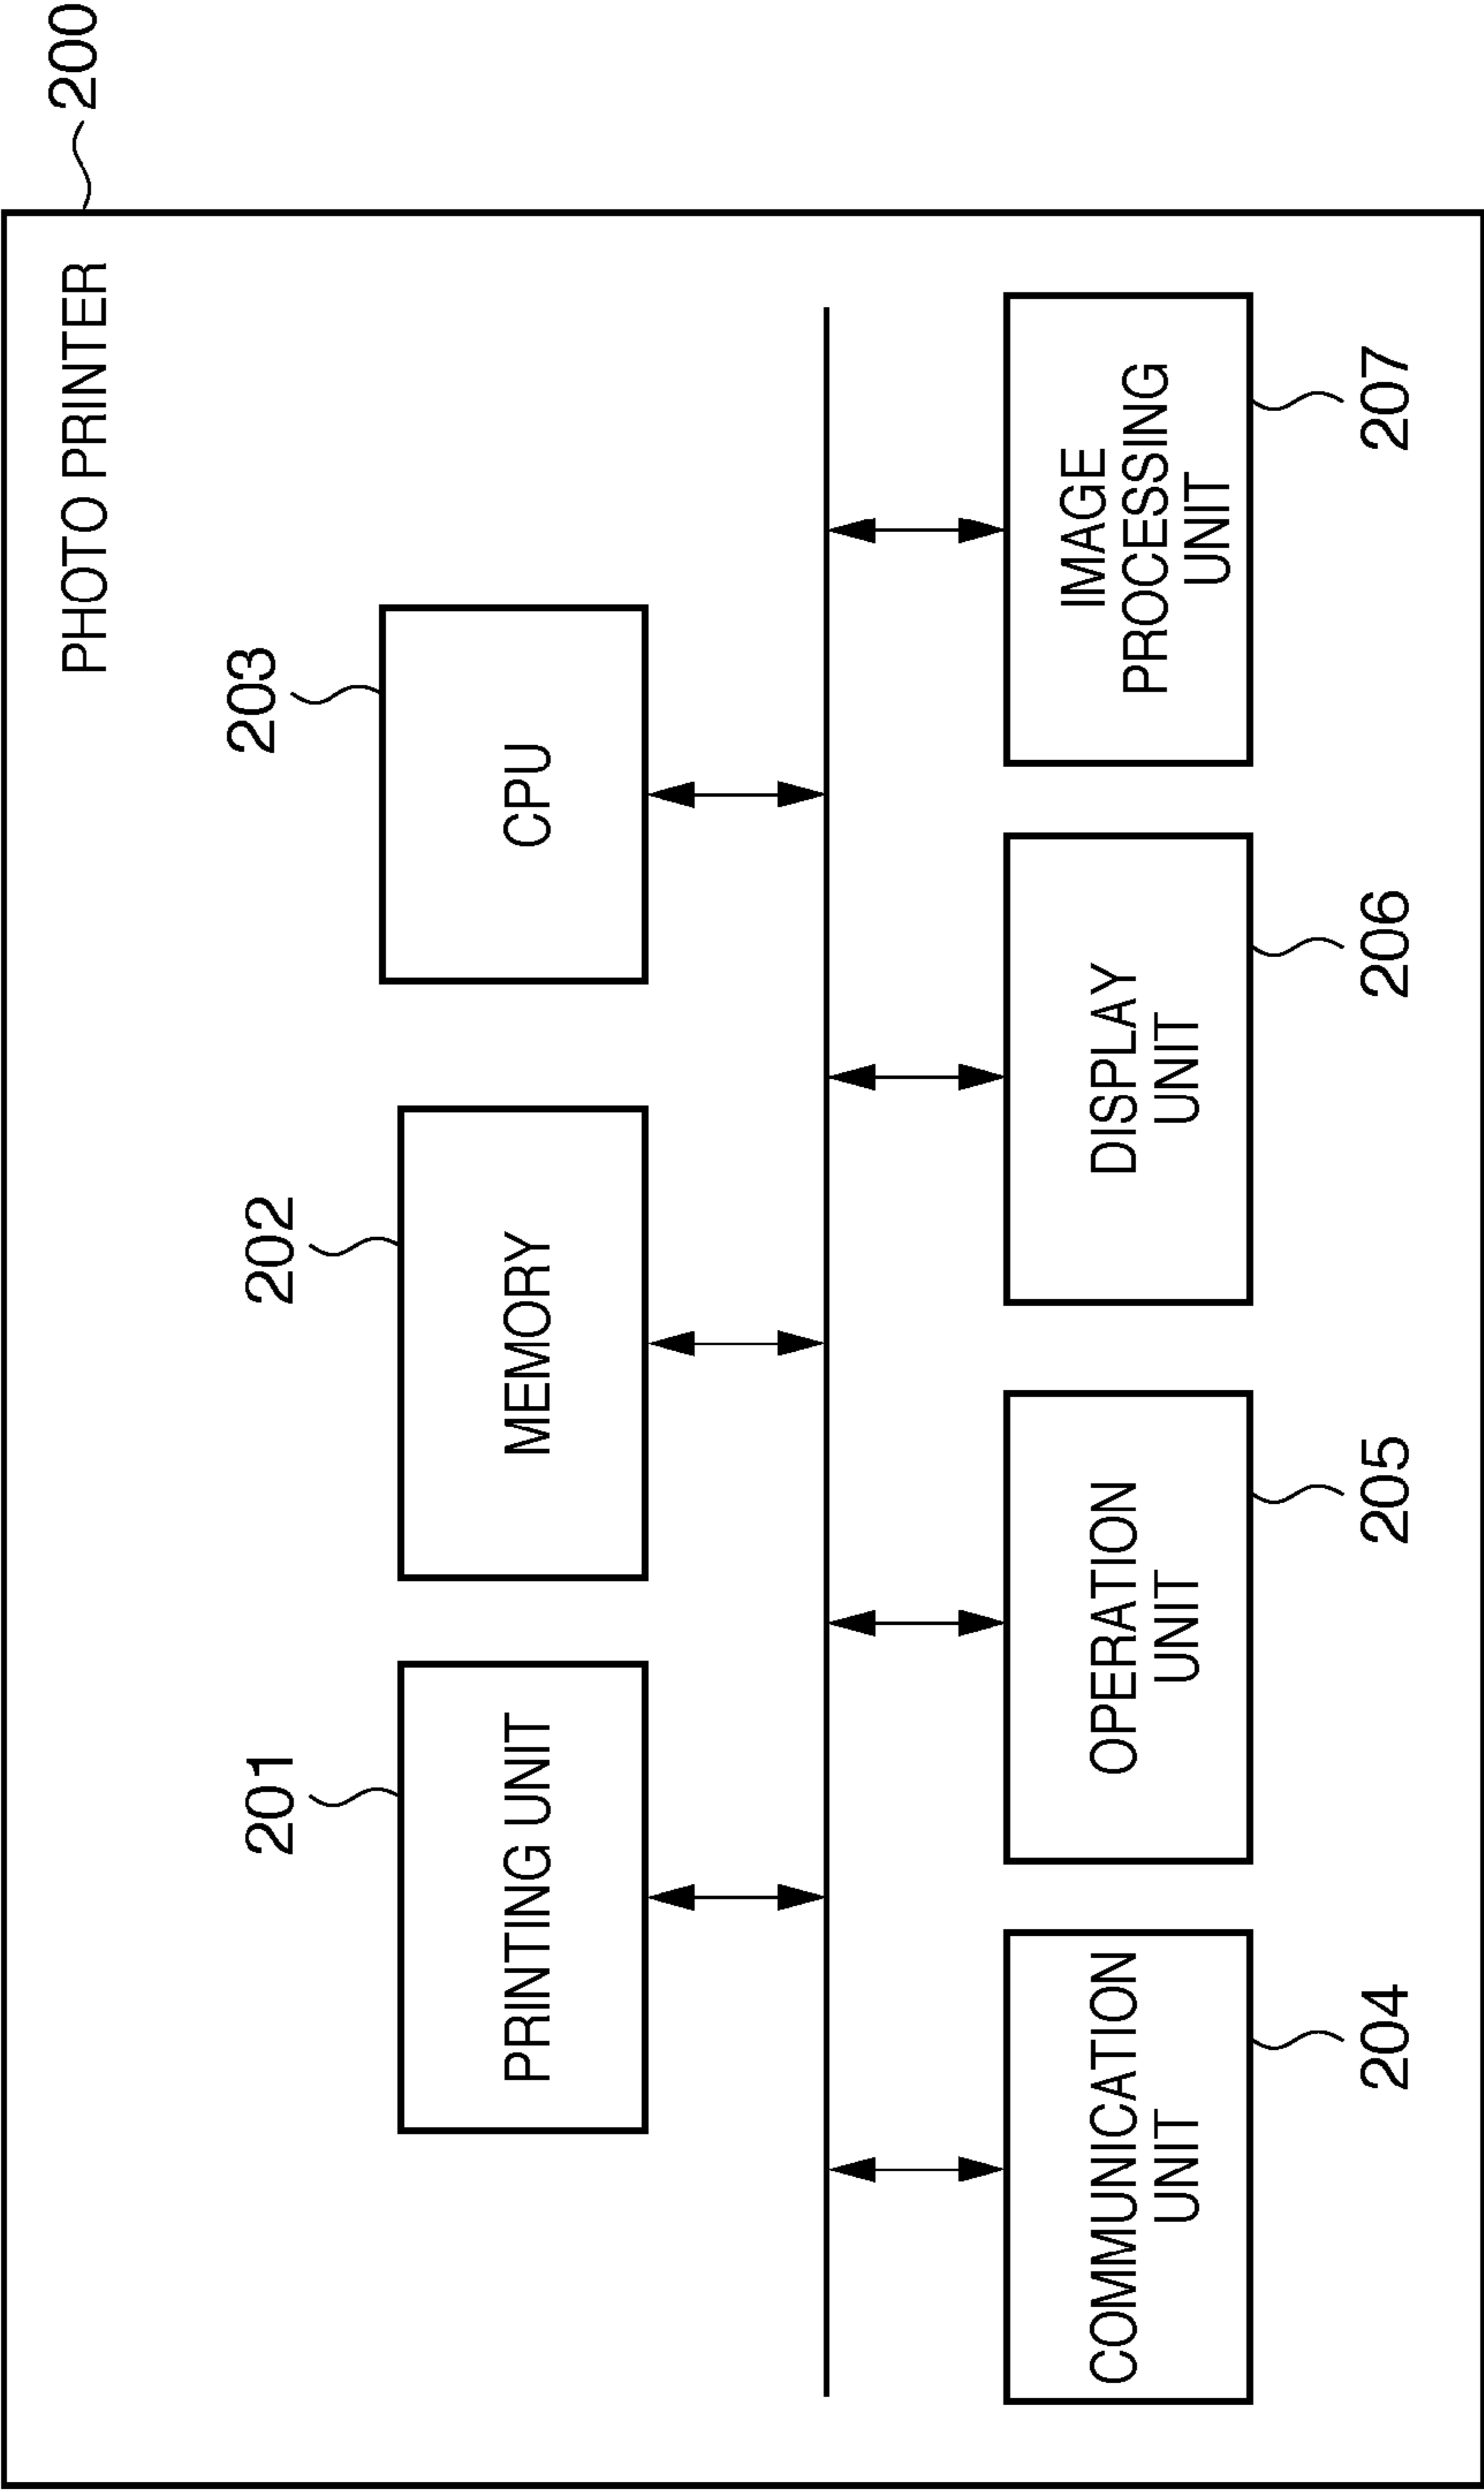 200
PHOTO PRINTER
201
202
203
PRINTING UNIT
MEMORY
CPU
COMMUNICATION
UNIT
OPERATION
UNIT
DISPLAY
UNIT
IMAGE
PROCESSING
UNIT
204
205
206
207